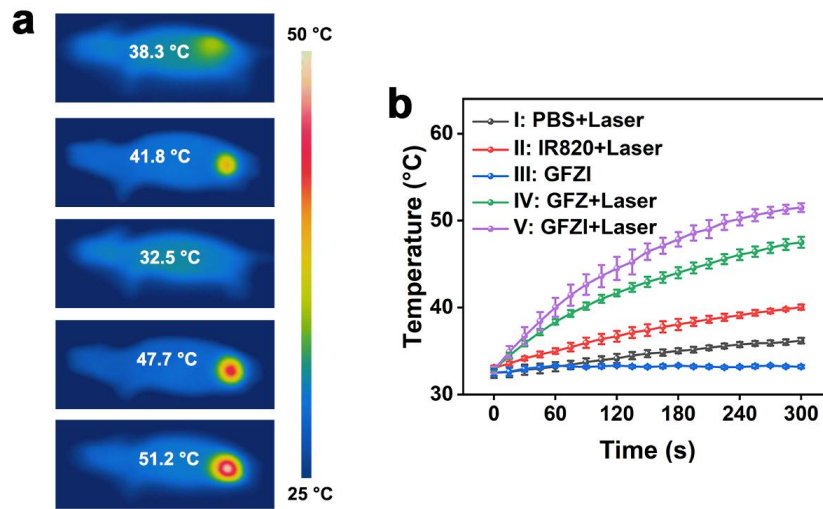 a
38.3 °C
41.8 °C
32.5 °C
47.7 °C
51.2 °C
50 °C
25 °C
b
I: PBS+Laser
II: IR820+Laser
III: GFZI
IV: GFZ+Laser
V: GFZI+Laser
Temperature (°C)
60
50
40
30
0 60 120 180 240 300
Time (s)